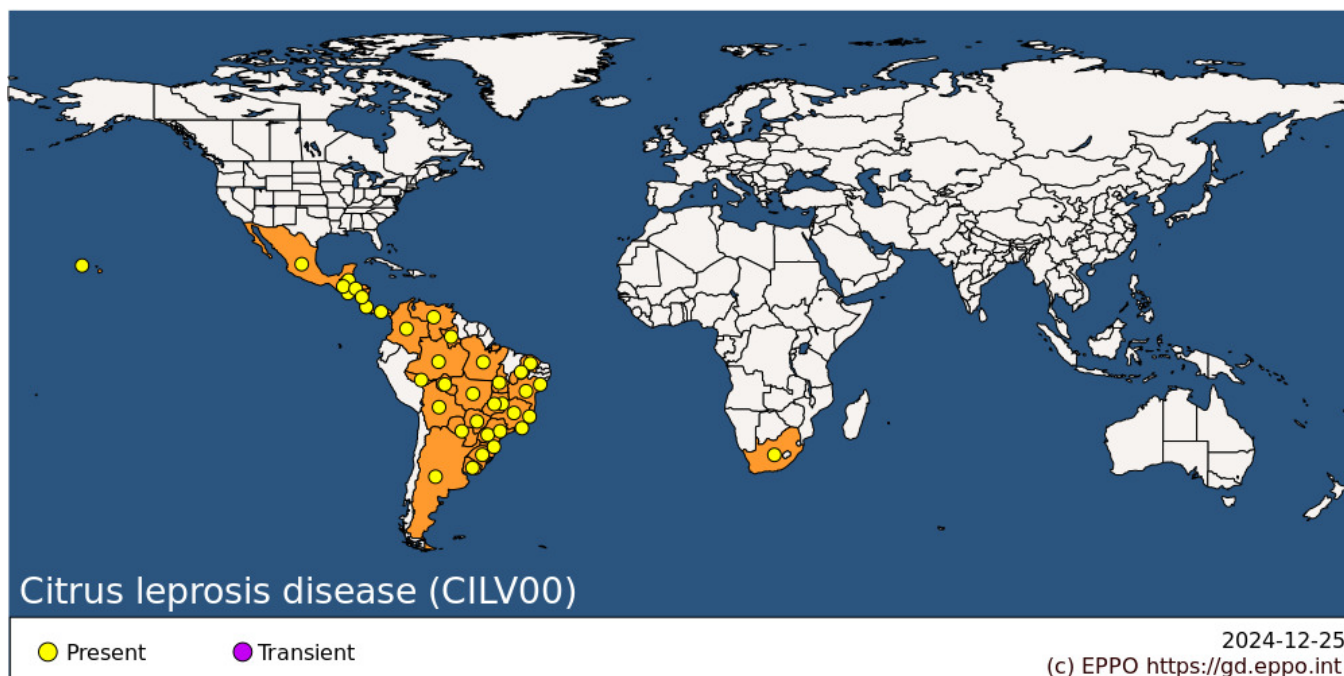 Citrus leprosis disease (CILV00)
Present
Transient
2024-12-25
(c) EPPO https://gd.eppo.int